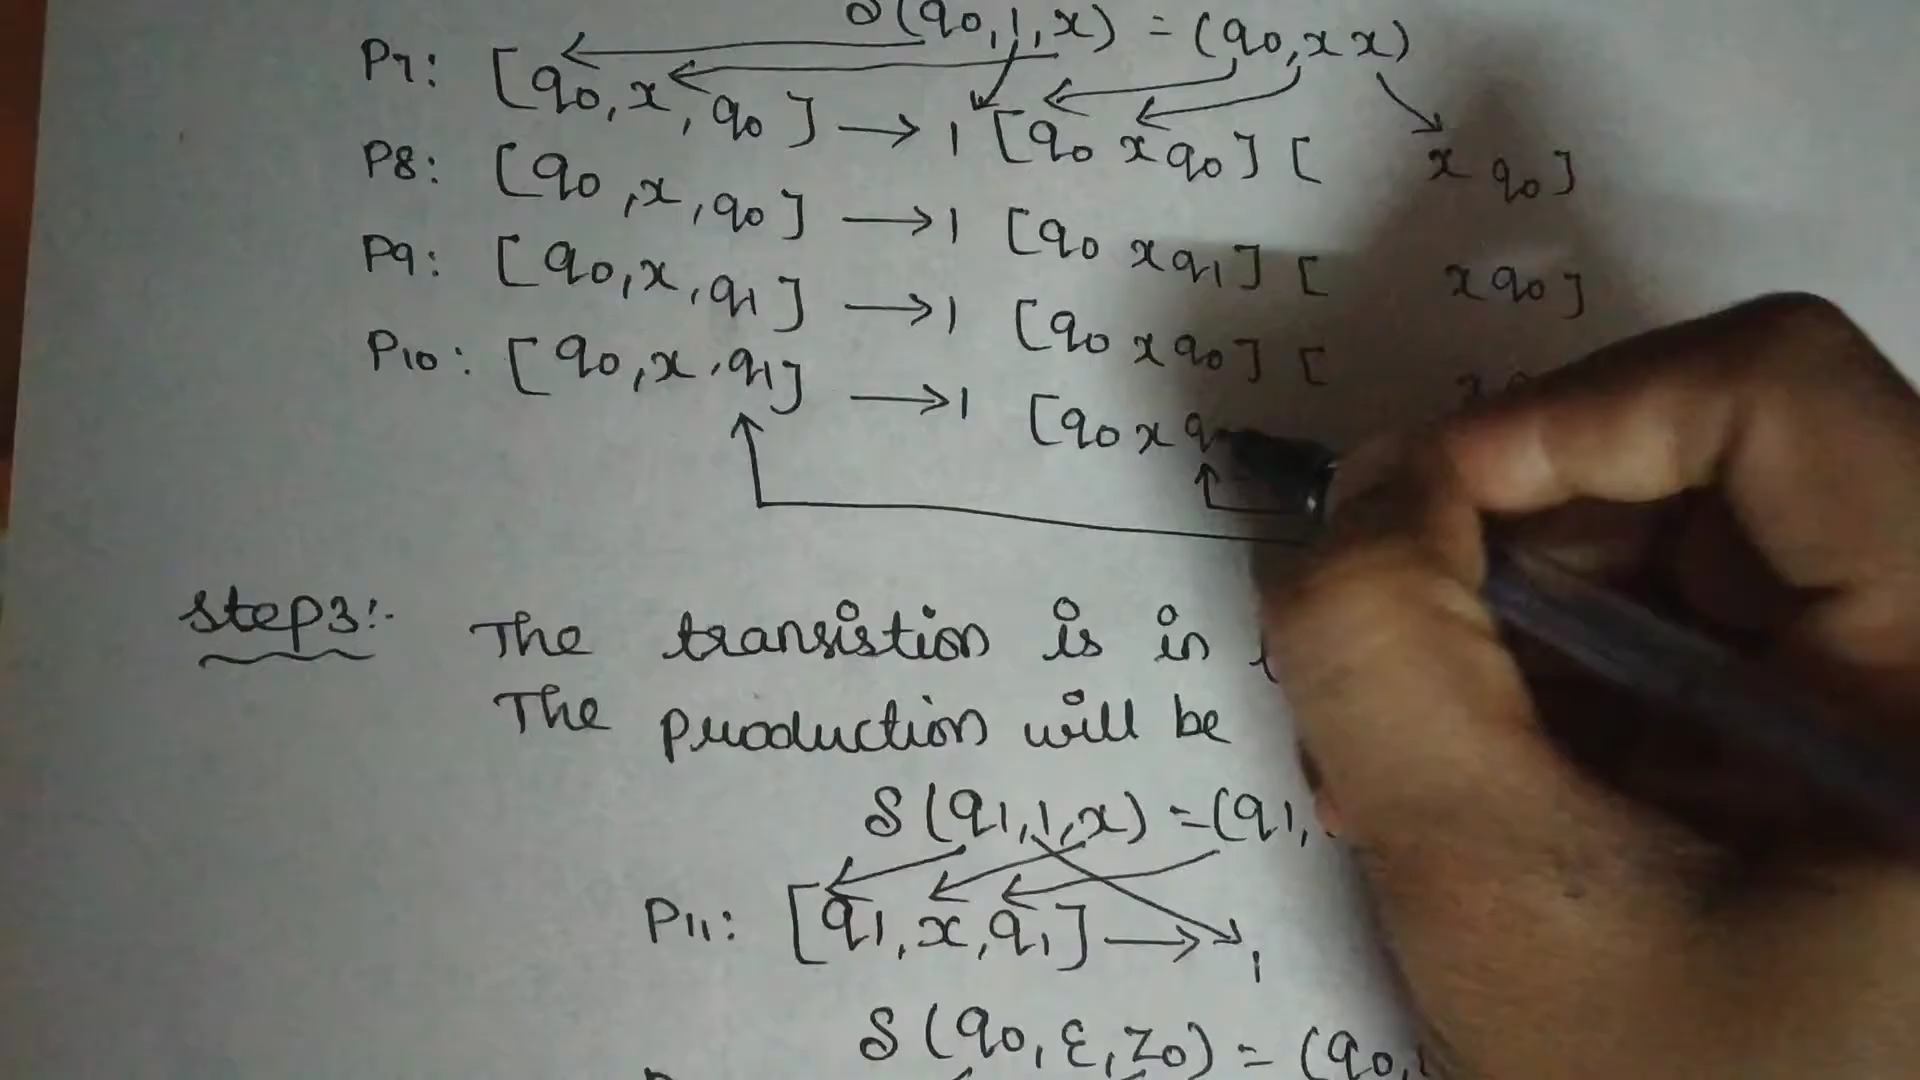 δ(q0,1,x) = (q0,xx)
P7: [q0,x,q0] → 1 [q0 x q0] [ x q0]
P8: [q0,x,q0] → 1 [q0 x q1] [ x q0]
P9: [q0,x,q1] → 1 [q0 x q0] [
P10: [q0,x,q1] → 1 [q0 x
step3:- The transistion is in
The production will be
δ(q1,1,x) = (q1,
P11: [q1,x,q1] → 1
δ(q0,ε,z0) = (q0,